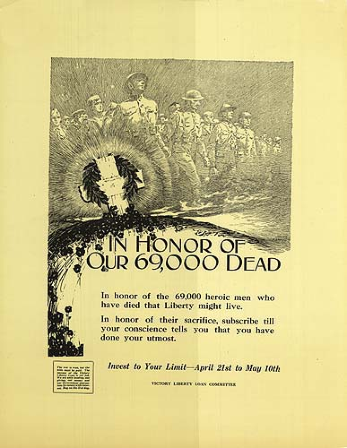 IN HONOR OF
OUR 69,000 DEAD
In honor of the 69,000 heroic men who
have died that Liberty might live.
In honor of their sacrifice, subscribe till
your conscience tells you that you have
done your utmost.
Invest to Your Limit—April 21st to May 10th
VICTORY LIBERTY LOAN COMMITTEE